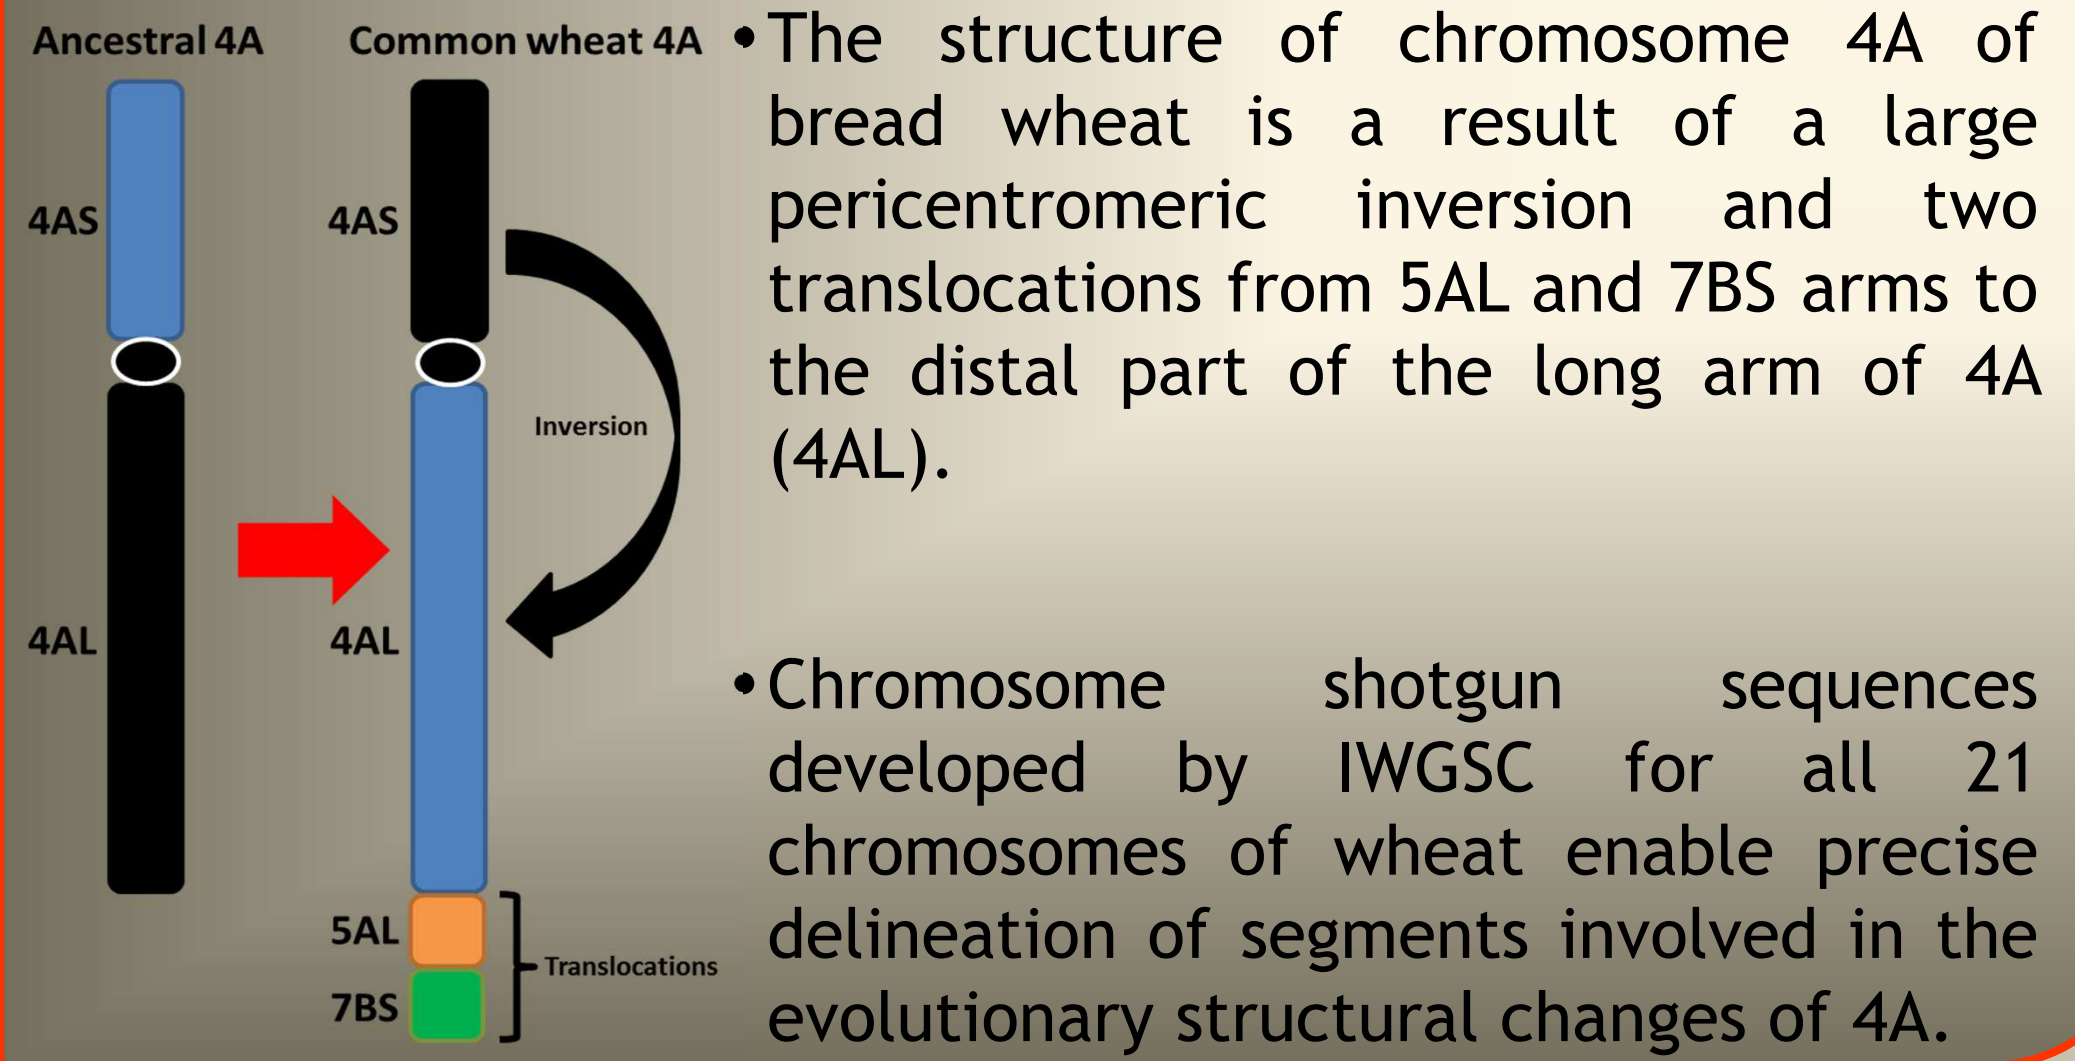 Ancestral 4A
Common wheat 4A
4AS
4AS
Inversion
4AL
4AL
5AL
Translocations
7BS
• The structure of chromosome 4A of
bread wheat is a result of a large
pericentromeric inversion and two
translocations from 5AL and 7BS arms to
the distal part of the long arm of 4A
(4AL).
• Chromosome shotgun sequences
developed by IWGSC for all 21
chromosomes of wheat enable precise
delineation of segments involved in the
evolutionary structural changes of 4A.